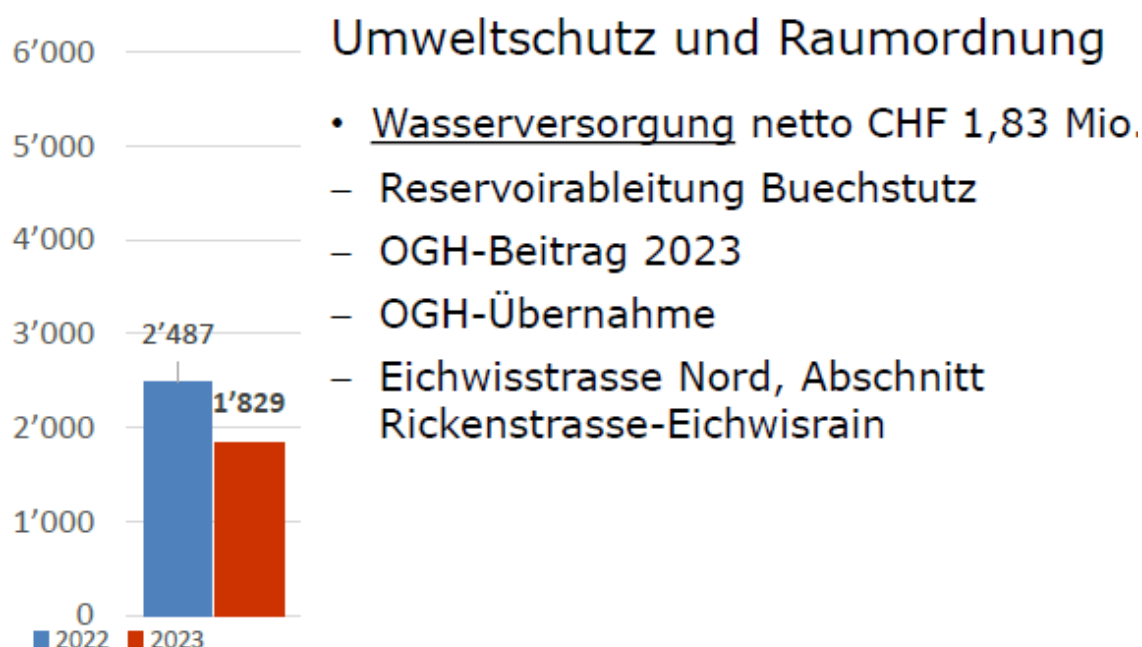 Umweltschutz und Raumordnung
• Wasserversorgung netto CHF 1,83 Mio.
– Reservoirableitung Buechstutz
– OGH-Beitrag 2023
– OGH-Übernahme
– Eichwisstrasse Nord, Abschnitt
Rickenstrasse-Eichwisrain
6’000
5’000
4’000
3’000
2’000
1’000
0
2’487
1’829
2022 2023